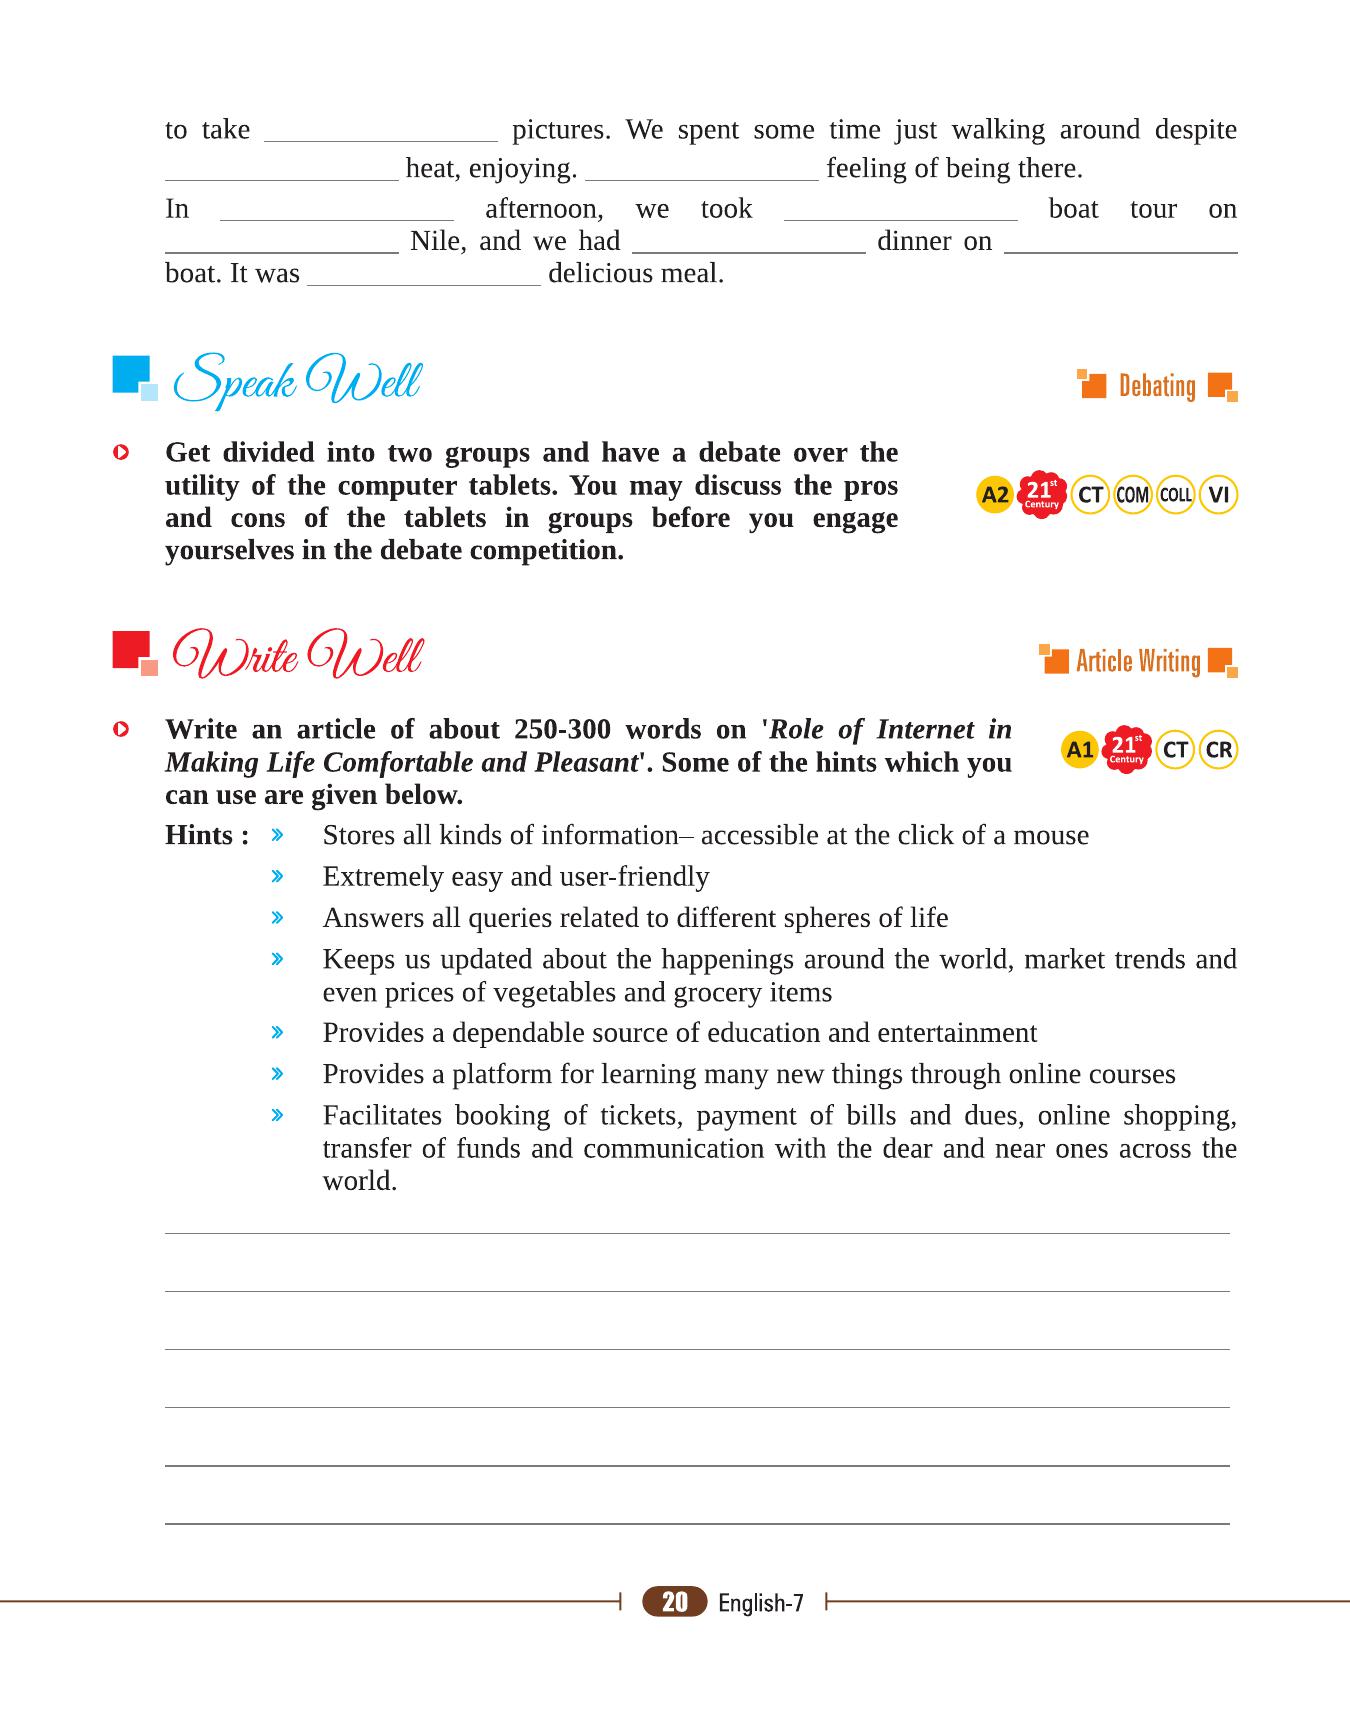 to take ____________ pictures. We spent some time just walking around despite
____________ heat, enjoying. ____________ feeling of being there.
In ____________ afternoon, we took ____________ boat tour on
____________ Nile, and we had ____________ dinner on ____________
boat. It was ____________ delicious meal.
Speak Well
Debating
Get divided into two groups and have a debate over the
utility of the computer tablets. You may discuss the pros
and cons of the tablets in groups before you engage
yourselves in the debate competition.
A2 21st Century CT COM COLL VI
Write Well
Article Writing
Write an article of about 250-300 words on 'Role of Internet in
Making Life Comfortable and Pleasant'. Some of the hints which you
can use are given below.
A1 21st Century CT CR
Hints : » Stores all kinds of information– accessible at the click of a mouse
» Extremely easy and user-friendly
» Answers all queries related to different spheres of life
» Keeps us updated about the happenings around the world, market trends and
even prices of vegetables and grocery items
» Provides a dependable source of education and entertainment
» Provides a platform for learning many new things through online courses
» Facilitates booking of tickets, payment of bills and dues, online shopping,
transfer of funds and communication with the dear and near ones across the
world.
20 English-7